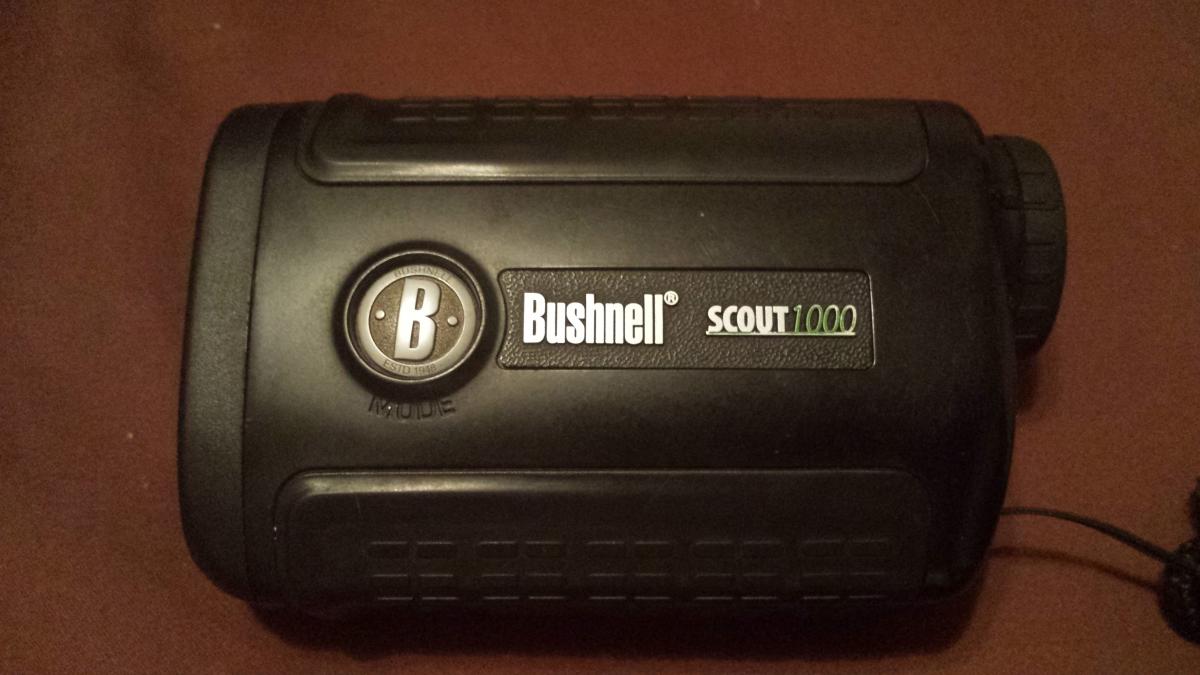 BUSHNELL
B
ESTD 1948
MODE
Bushnell®
SCOUT1000